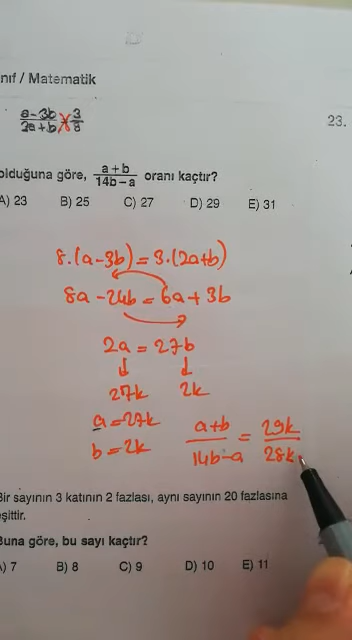 nıf / Matematik
a-3b/2a+b = 3/8
23.
olduğuna göre, a+b/14b-a oranı kaçtır?
A) 23 B) 25 C) 27 D) 29 E) 31
8.(a-3b)=3.(2a+b)
8a-24b=6a+3b
2a=27b
27k 2k
a=27k
b=2k
a+b/14b-a = 29k/28k
Bir sayının 3 katının 2 fazlası, aynı sayının 20 fazlasına
şittir.
Buna göre, bu sayı kaçtır?
A) 7 B) 8 C) 9 D) 10 E) 11